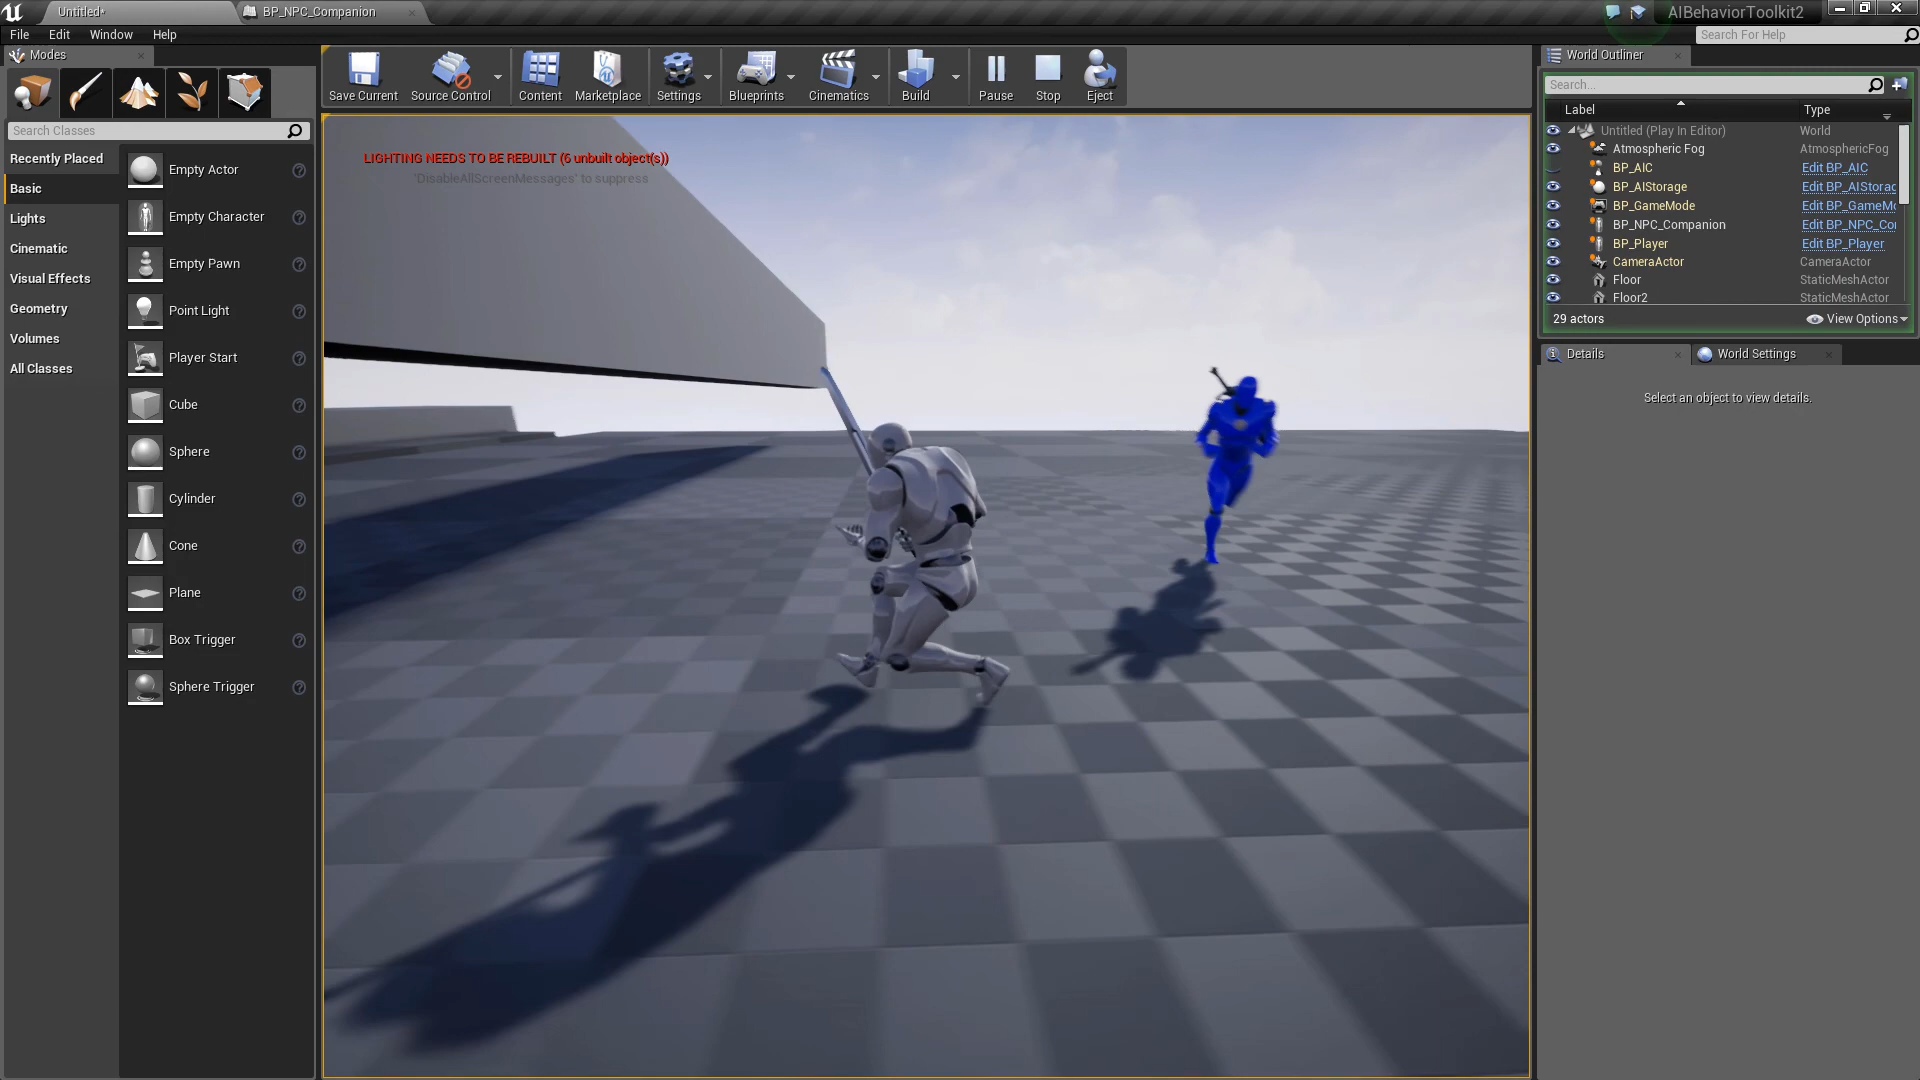 Untitled*
BP_NPC_Companion
AIBehaviorToolkit2
File Edit Window Help
Search For Help
Modes
Search Classes
Recently Placed
Basic
Lights
Cinematic
Visual Effects
Geometry
Volumes
All Classes
Empty Actor
Empty Character
Empty Pawn
Point Light
Player Start
Cube
Sphere
Cylinder
Cone
Plane
Box Trigger
Sphere Trigger
Save Current
Source Control
Content
Marketplace
Settings
Blueprints
Cinematics
Build
Pause
Stop
Eject
LIGHTING NEEDS TO BE REBUILT (6 unbuilt object(s))
'DisableAllScreenMessages' to suppress
World Outliner
Search...
Label Type
Untitled (Play In Editor) World
Atmospheric Fog AtmosphericFog
BP_AIC Edit BP_AIC
BP_AIStorage Edit BP_AIStorac
BP_GameMode Edit BP_GameMo
BP_NPC_Companion Edit BP_NPC_Coi
BP_Player Edit BP_Player
CameraActor CameraActor
Floor StaticMeshActor
Floor2 StaticMeshActor
29 actors
View Options
Details
World Settings
Select an object to view details.